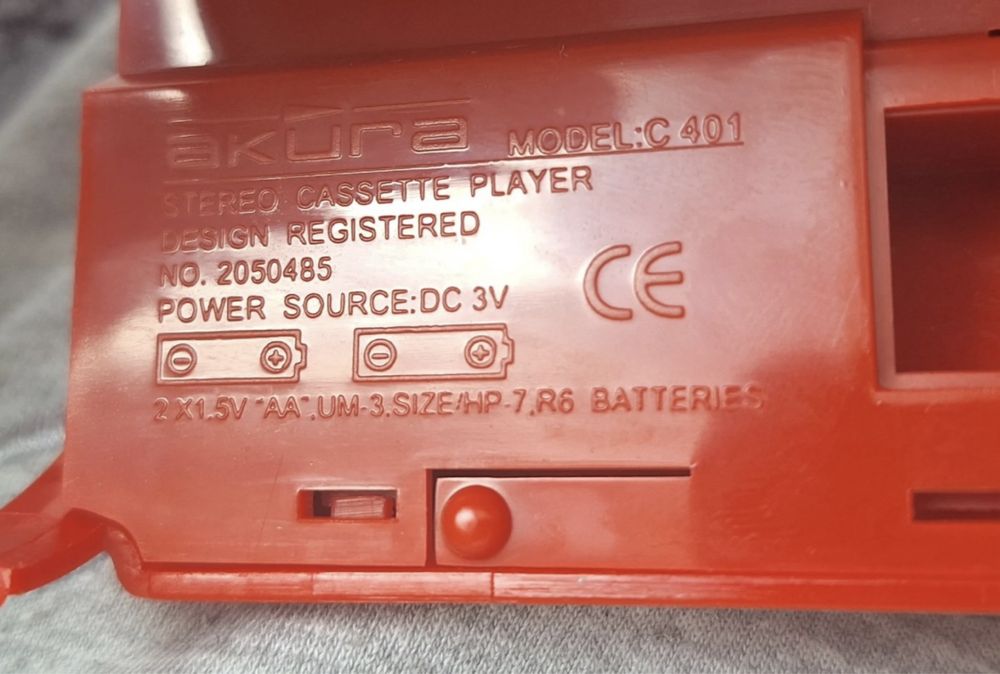 akura MODEL:C 401
STEREO CASSETTE PLAYER
DESIGN REGISTERED
NO. 2050485
POWER SOURCE:DC 3V
CE
2 X1.5V "AA",UM-3.SIZE/HP-7,R6 BATTERIES